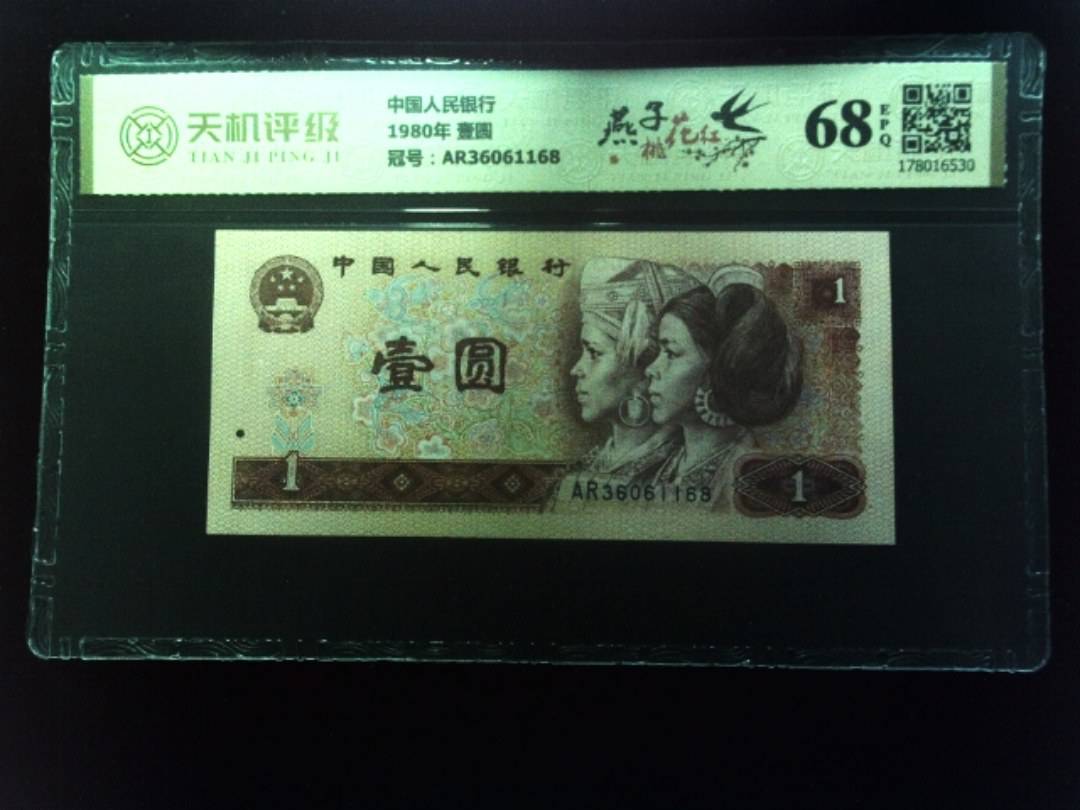 天机评级
TIAN JI PING JI
中国人民银行
1980年 壹圆
冠号：AR36061168
燕子桃花红
68
EPQ
178016530
中国人民银行
壹圆
1
1
AR36061168
1